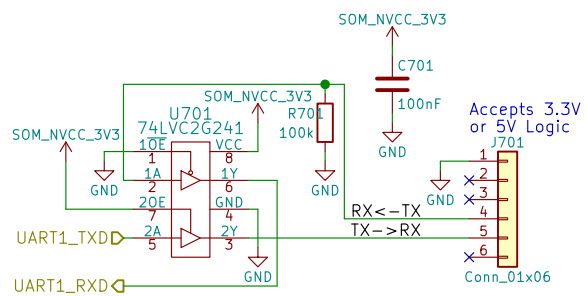 SOM_NVCC_3V3
C701
100nF
GND
SOM_NVCC_3V3
R701
100k
GND
U701
74LVC2G241
SOM_NVCC_3V3
GND
1OE
1
1A
2
2OE
7
2A
5
VCC
8
1Y
6
GND
4
2Y
3
GND
UART1_TXD
UART1_RXD
RX<-TX
TX->RX
Accepts 3.3V
or 5V Logic
J701
1
2
3
4
5
6
GND
Conn_01x06